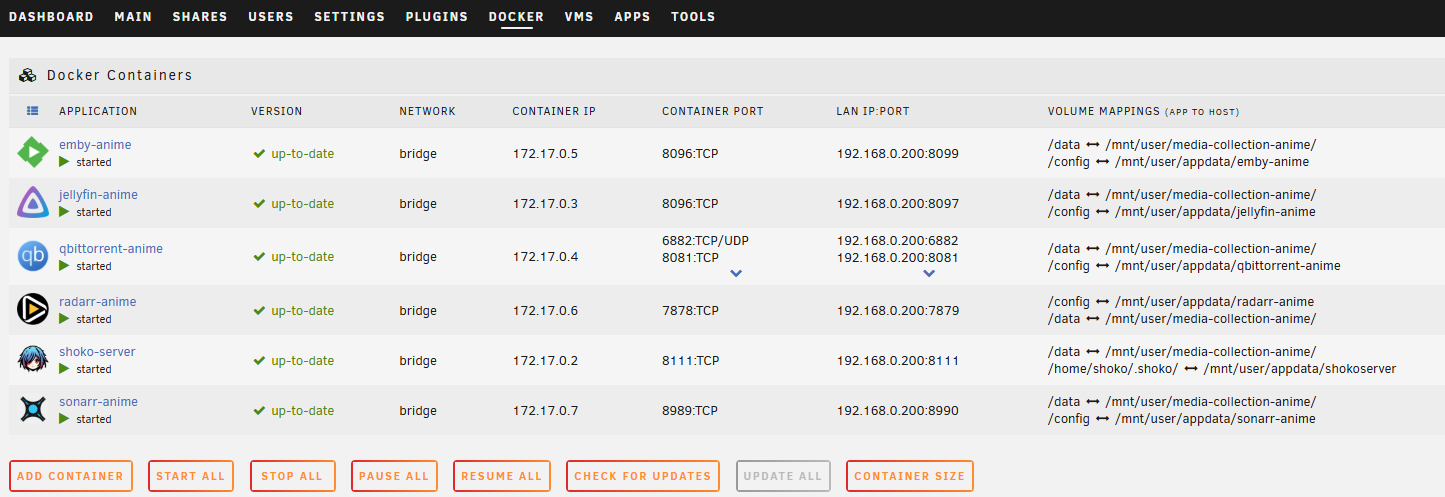 DASHBOARD MAIN SHARES USERS SETTINGS PLUGINS DOCKER VMS APPS TOOLS
Docker Containers
APPLICATION VERSION NETWORK CONTAINER IP CONTAINER PORT LAN IP:PORT VOLUME MAPPINGS (APP TO HOST)
emby-anime
started
up-to-date bridge 172.17.0.5 8096:TCP 192.168.0.200:8099
/data ↔ /mnt/user/media-collection-anime/
/config ↔ /mnt/user/appdata/emby-anime
jellyfin-anime
started
up-to-date bridge 172.17.0.3 8096:TCP 192.168.0.200:8097
/data ↔ /mnt/user/media-collection-anime/
/config ↔ /mnt/user/appdata/jellyfin-anime
qb
qbittorrent-anime
started
up-to-date bridge 172.17.0.4
6882:TCP/UDP 192.168.0.200:6882
8081:TCP 192.168.0.200:8081
/data ↔ /mnt/user/media-collection-anime/
/config ↔ /mnt/user/appdata/qbittorrent-anime
radarr-anime
started
up-to-date bridge 172.17.0.6 7878:TCP 192.168.0.200:7879
/config ↔ /mnt/user/appdata/radarr-anime
/data ↔ /mnt/user/media-collection-anime/
shoko-server
started
up-to-date bridge 172.17.0.2 8111:TCP 192.168.0.200:8111
/data ↔ /mnt/user/media-collection-anime/
/home/shoko/.shoko/ ↔ /mnt/user/appdata/shokoserver
sonarr-anime
started
up-to-date bridge 172.17.0.7 8989:TCP 192.168.0.200:8990
/data ↔ /mnt/user/media-collection-anime/
/config ↔ /mnt/user/appdata/sonarr-anime
ADD CONTAINER START ALL STOP ALL PAUSE ALL RESUME ALL CHECK FOR UPDATES UPDATE ALL CONTAINER SIZE